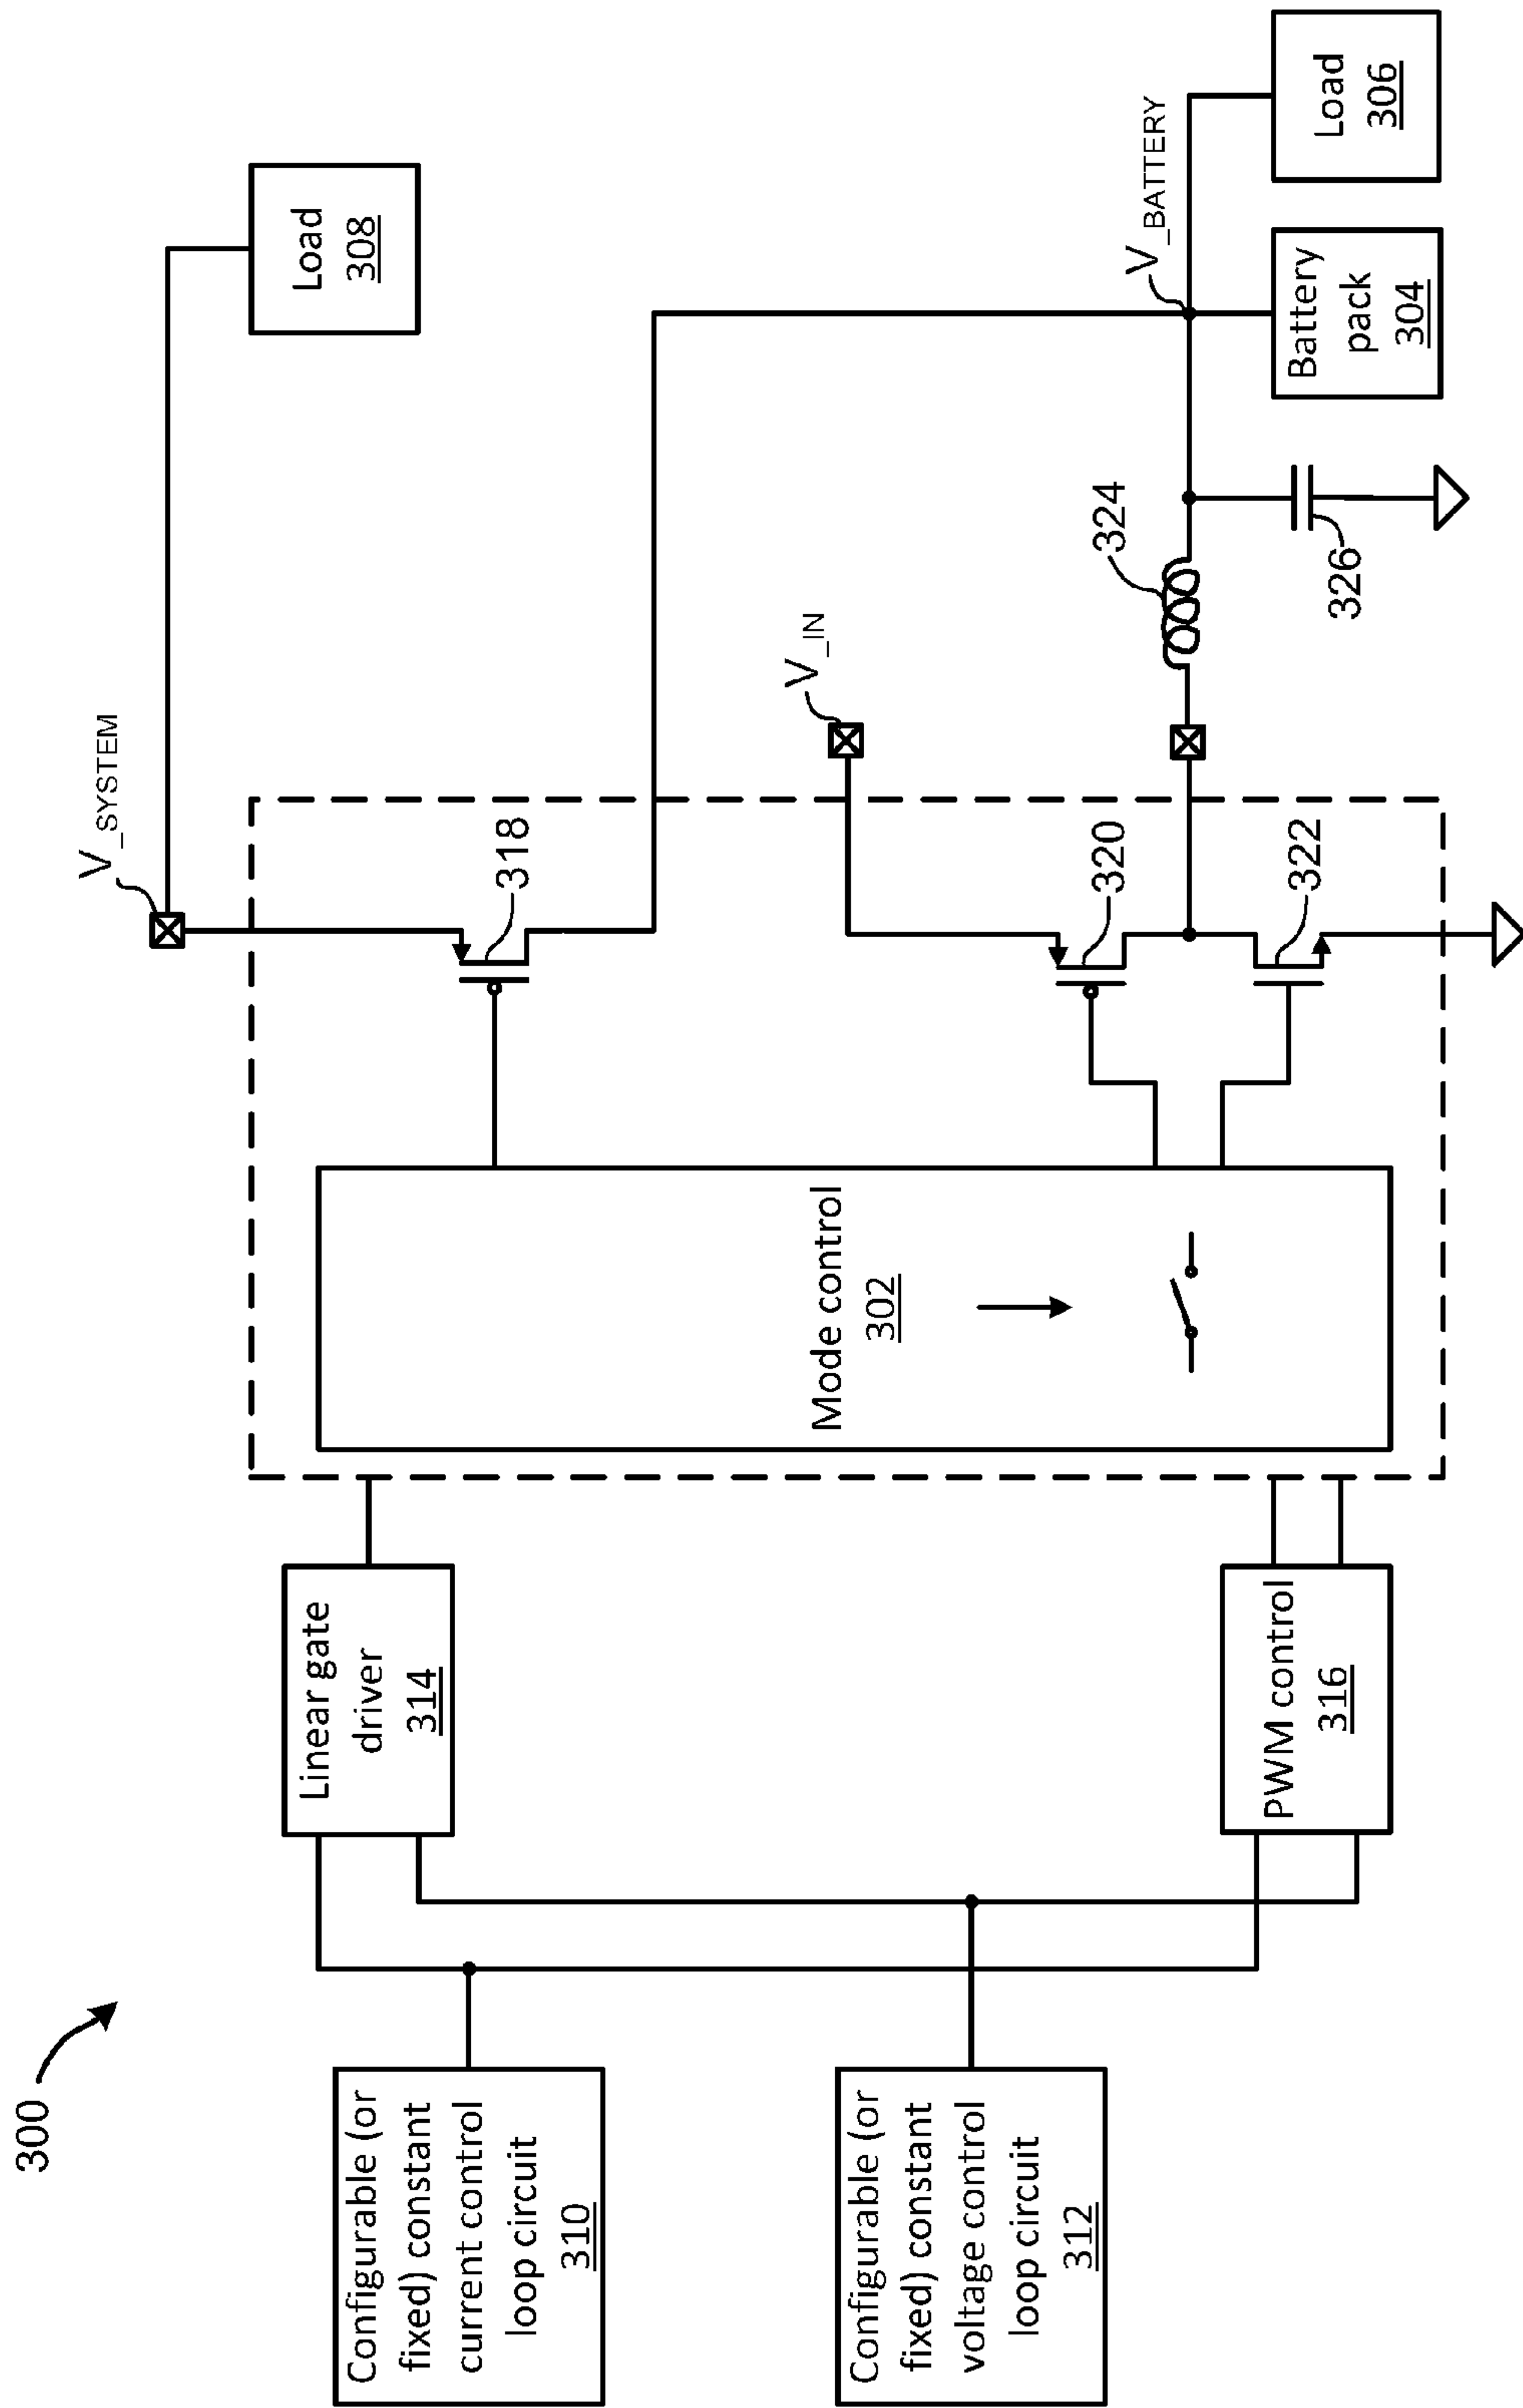 300
Configurable (or
fixed) constant
current control
loop circuit
310
Configurable (or
fixed) constant
voltage control
loop circuit
312
Linear gate
driver
314
PWM control
316
Mode control
302
V_SYSTEM
318
320
322
V_IN
324
326
V_BATTERY
Load
308
Battery
pack
304
Load
306